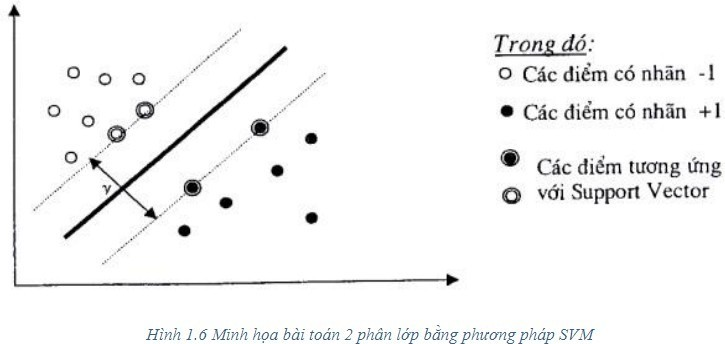 γ
Trong đó:
Các điểm có nhãn -1
Các điểm có nhãn +1
Các điểm tương ứng
với Support Vector
Hình 1.6 Minh họa bài toán 2 phân lớp bằng phương pháp SVM